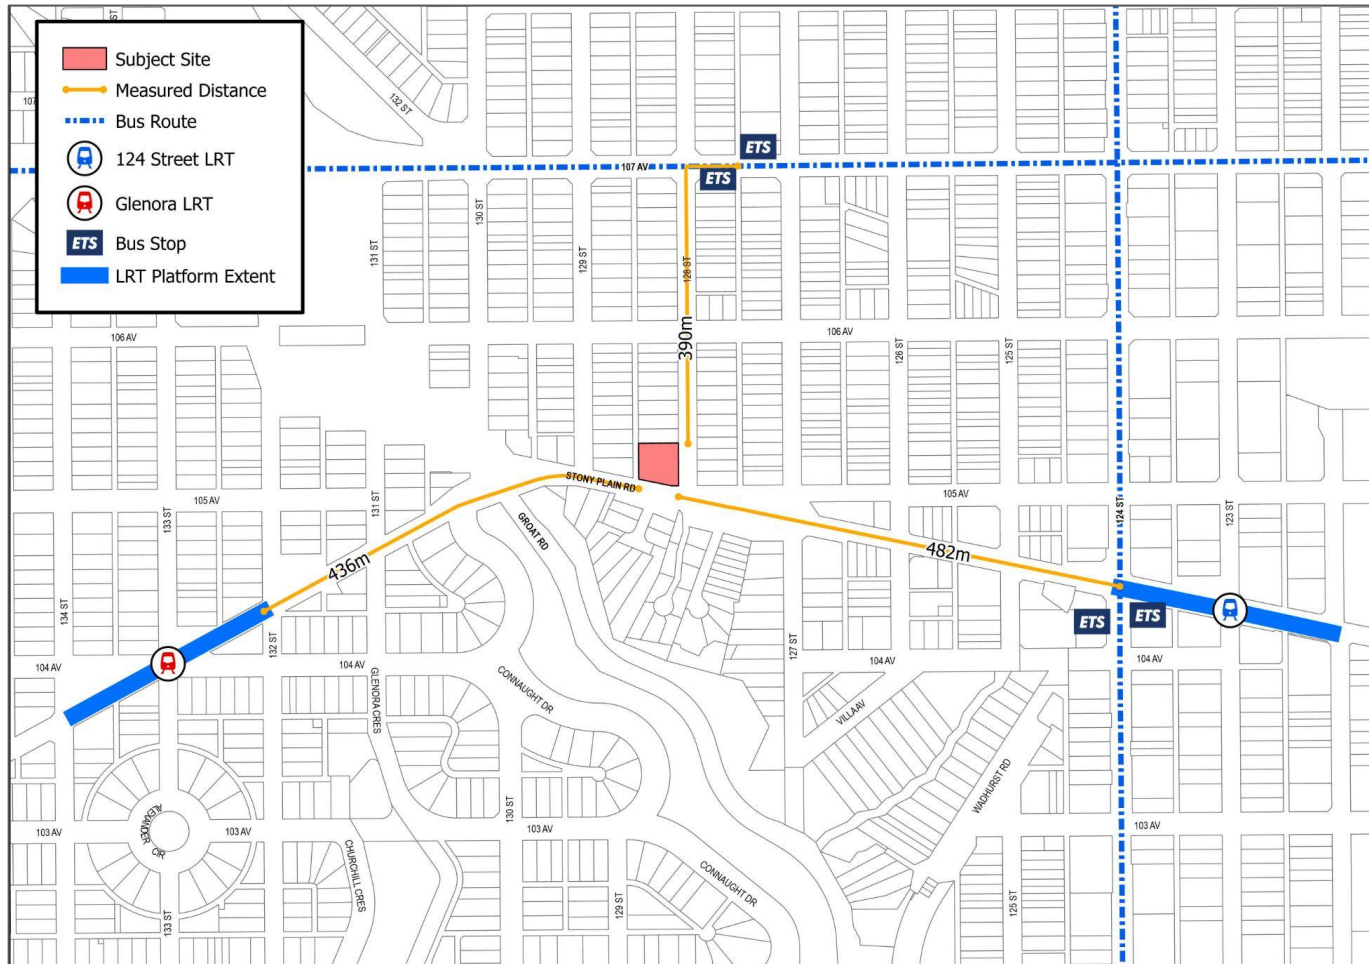 Subject Site
Measured Distance
Bus Route
124 Street LRT
Glenora LRT
ETS Bus Stop
LRT Platform Extent
ST
107
132 ST
ETS
107 AV
ETS
131 ST
130 ST
129 ST
128 ST
390m
106 AV
106 AV
126 ST
125 ST
STONY PLAIN RD
105 AV
105 AV
133 ST
131 ST
GROAT RD
124 ST
123 ST
436m
482m
134 ST
132 ST
ETS
ETS
104 AV
104 AV
127 ST
104 AV
104 AV
GLENORA CRES
CONNAUGHT DR
VILLA AV
WADHURST RD
ALEXANDER CIR
103 AV
103 AV
130 ST
103 AV
103 AV
CHURCHILL CRES
CONNAUGHT DR
133 ST
129 ST
125 ST